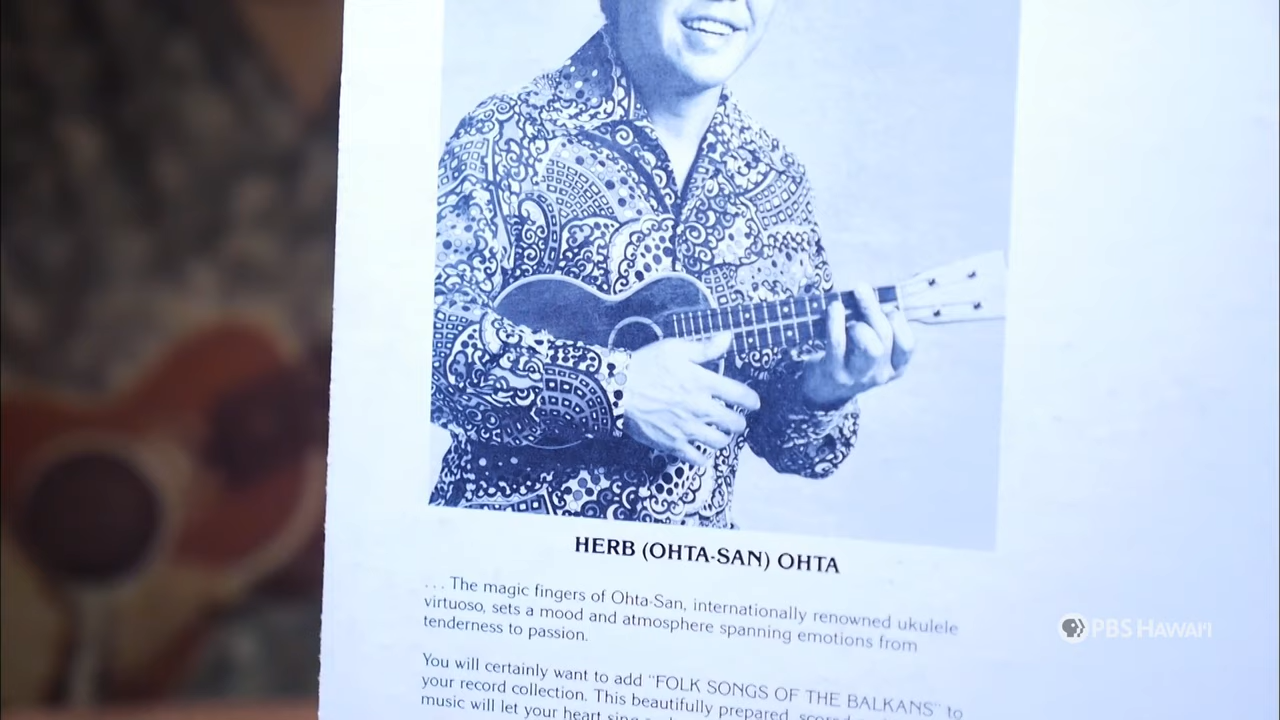 HERB (OHTA-SAN) OHTA
... The magic fingers of Ohta-San, internationally renowned ukulele
virtuoso, sets a mood and atmosphere spanning emotions from
tenderness to passion.
You will certainly want to add "FOLK SONGS OF THE BALKANS" to
your record collection. This beautifully prepared, scored
music will let your heart sing
PBS HAWAI'I